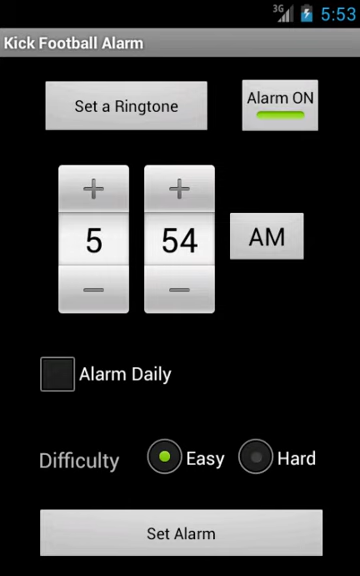 3G 5:53
Kick Football Alarm
Set a Ringtone Alarm ON
5 54 AM
Alarm Daily
Difficulty Easy Hard
Set Alarm